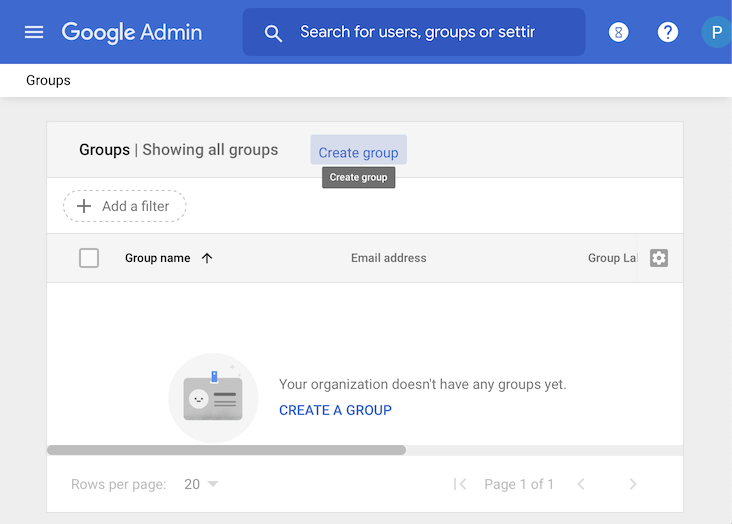 Google Admin
Search for users, groups or settir
P
Groups
Groups | Showing all groups
Create group
Create group
Add a filter
Group name
Email address
Group La
Your organization doesn't have any groups yet.
CREATE A GROUP
Rows per page: 20
Page 1 of 1